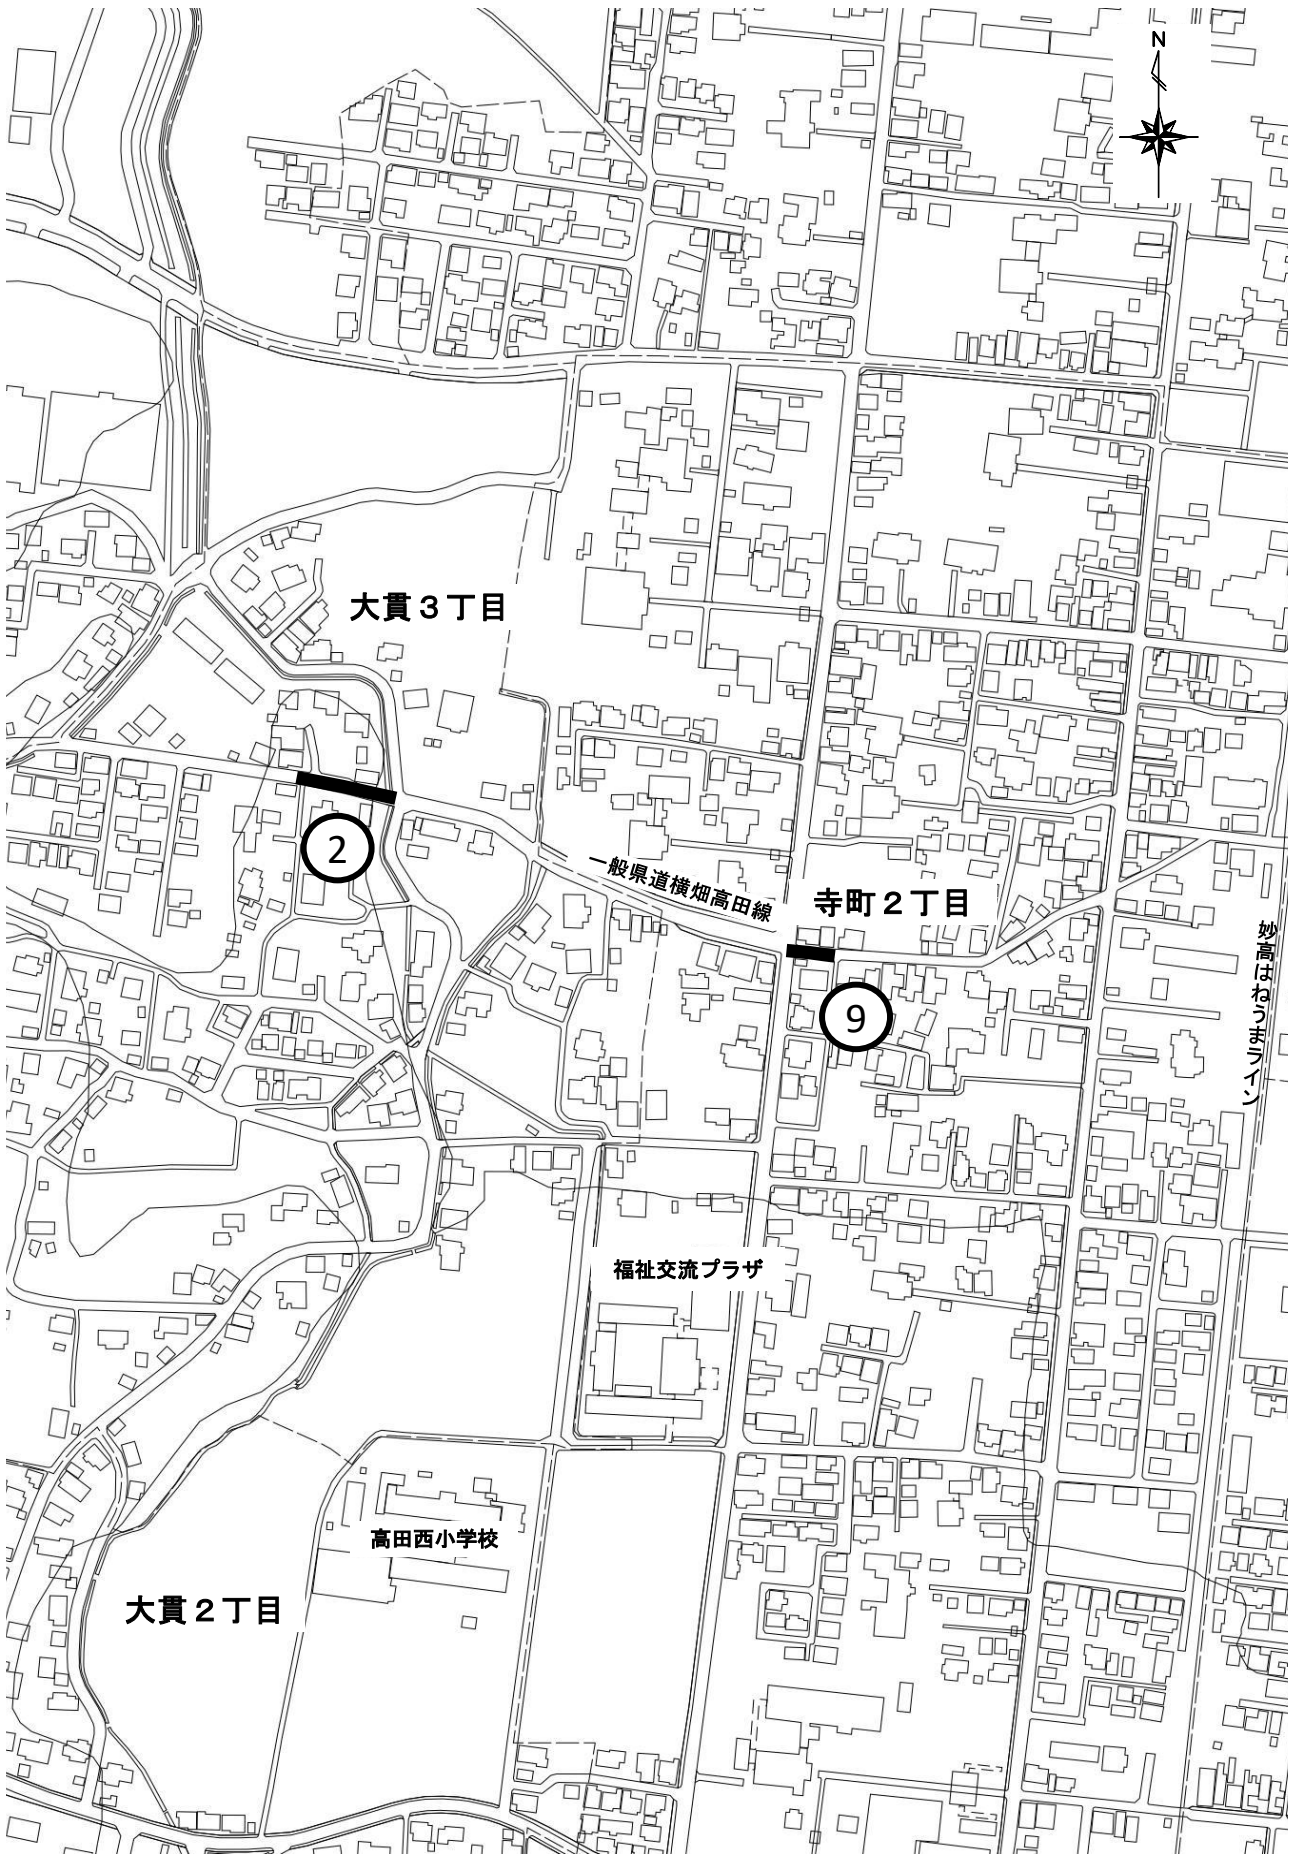 N
大貫３丁目
2
一般県道横畑高田線
寺町２丁目
妙高はねうまライン
9
福祉交流プラザ
高田西小学校
大貫２丁目